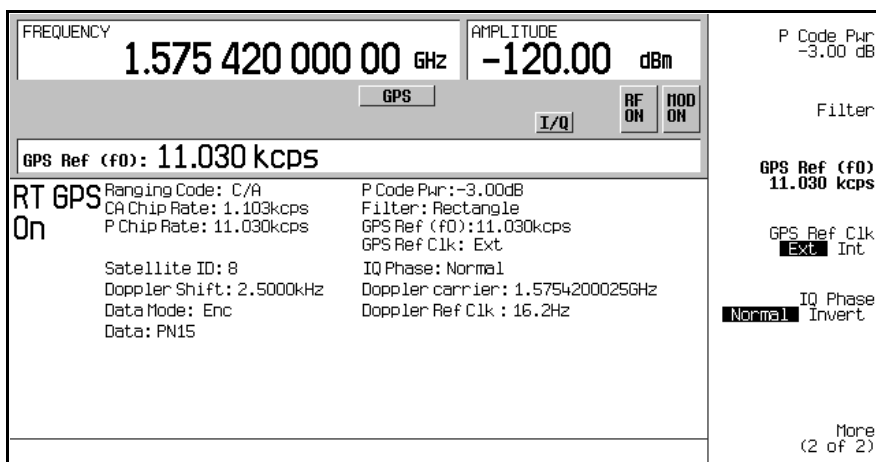 FREQUENCY
1.575 420 000 00 GHz
AMPLITUDE
-120.00 dBm
GPS
I/Q
RF ON
MOD ON
GPS Ref (f0): 11.030 kcps
RT GPS On
Ranging Code: C/A
CA Chip Rate: 1.103kcps
P Chip Rate: 11.030kcps
Satellite ID: 8
Doppler Shift: 2.5000kHz
Data Mode: Enc
Data: PN15
P Code Pwr:-3.00dB
Filter: Rectangle
GPS Ref (f0):11.030kcps
GPS Ref Clk: Ext
IQ Phase: Normal
Doppler carrier: 1.5754200025GHz
Doppler Ref Clk : 16.2Hz
P Code Pwr
-3.00 dB
Filter
GPS Ref (f0)
11.030 kcps
GPS Ref Clk
Ext Int
IQ Phase
Normal Invert
More
(2 of 2)